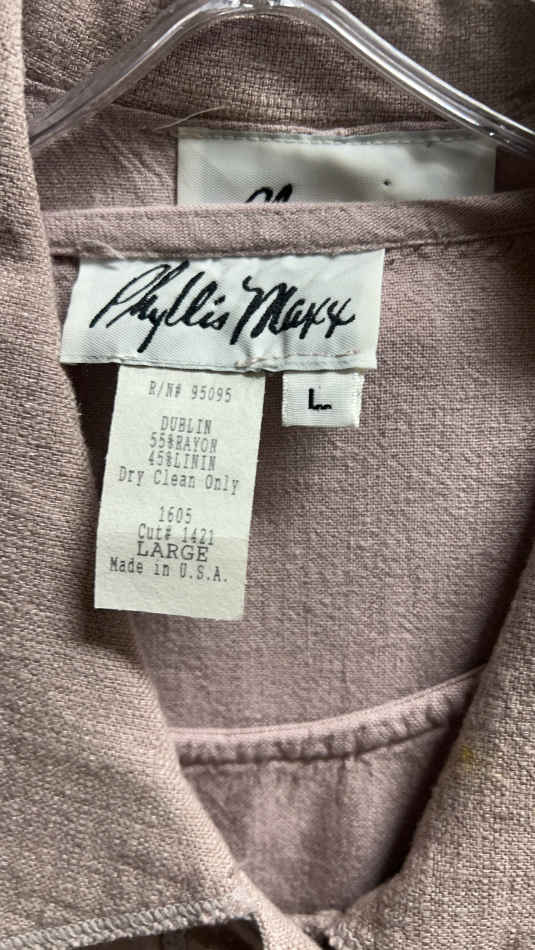 Phyllis Maxx
R/N# 95095
L
DUBLIN
55%RAYON
45%LININ
Dry Clean Only
1605
Cut# 1421
LARGE
Made in U.S.A.